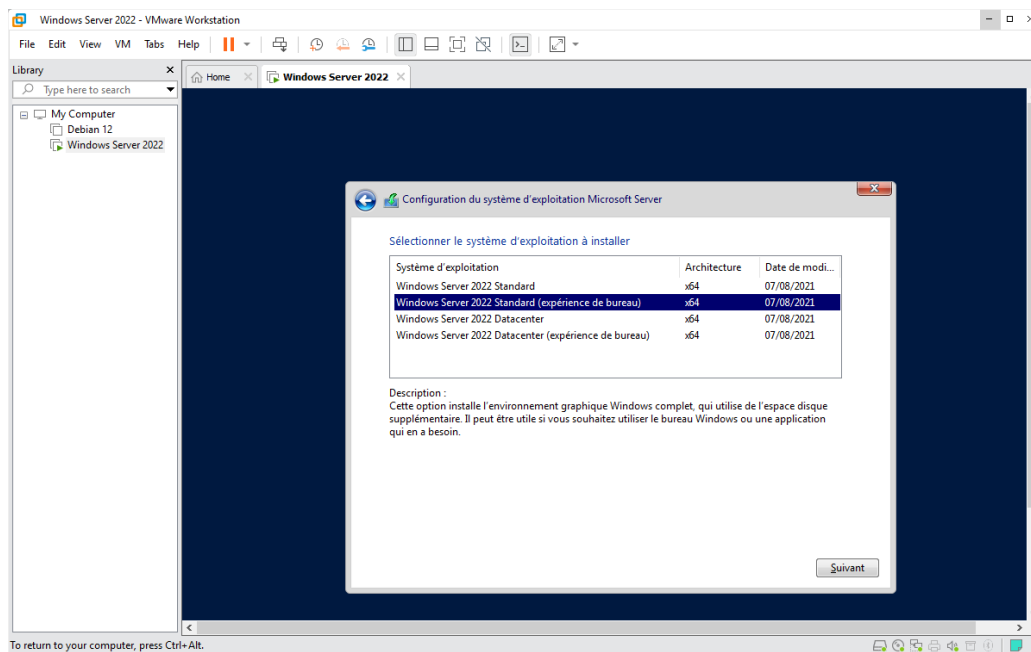 Windows Server 2022 - VMware Workstation
File Edit View VM Tabs Help
Library
Type here to search
My Computer
Debian 12
Windows Server 2022
Home
Windows Server 2022
Configuration du système d'exploitation Microsoft Server
Sélectionner le système d'exploitation à installer
Système d'exploitation Architecture Date de modi...
Windows Server 2022 Standard x64 07/08/2021
Windows Server 2022 Standard (expérience de bureau) x64 07/08/2021
Windows Server 2022 Datacenter x64 07/08/2021
Windows Server 2022 Datacenter (expérience de bureau) x64 07/08/2021
Description :
Cette option installe l'environnement graphique Windows complet, qui utilise de l'espace disque
supplémentaire. Il peut être utile si vous souhaitez utiliser le bureau Windows ou une application
qui en a besoin.
Suivant
To return to your computer, press Ctrl+Alt.